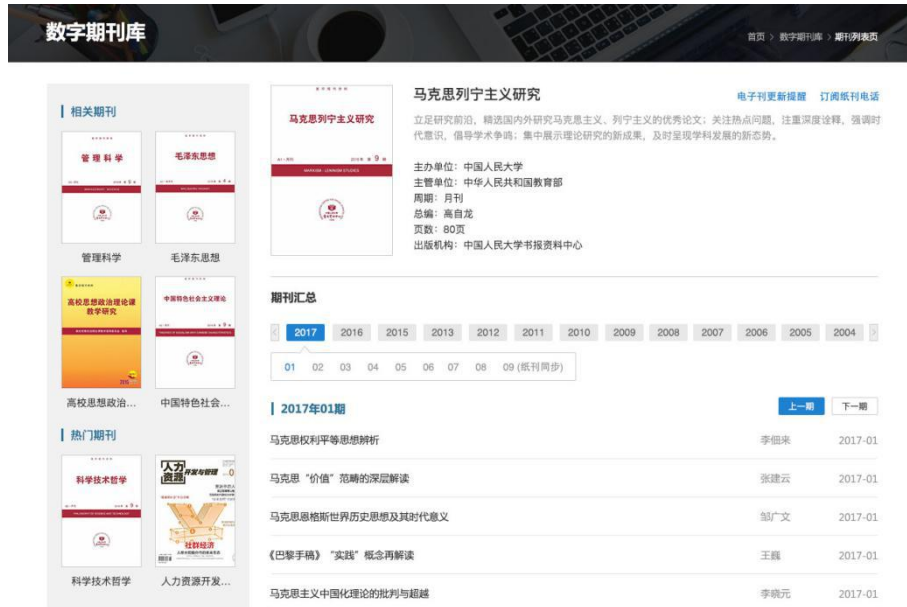 数字期刊库
首页 > 数字期刊库 > 期刊列表页
相关期刊
管理科学
毛泽东思想
管理科学
毛泽东思想
高校思想政治理论课
教学研究
中国特色社会主义理论
高校思想政治...
中国特色社会...
热门期刊
科学技术哲学
人力
资源
开发与管理
社群经济
科学技术哲学
人力资源开发...
马克思列宁主义研究
MARXISM - LENINISM STUDIES
马克思列宁主义研究
电子刊更新提醒 订阅纸刊电话
立足研究前沿，精选国内外研究马克思主义、列宁主义的优秀论文；关注热点问题，注重深度诠释，强调时
代意识，倡导学术争鸣；集中展示理论研究的新成果，及时呈现学科发展的新态势。
主办单位：中国人民大学
主管单位：中华人民共和国教育部
周期：月刊
总编：高自龙
页数：80页
出版机构：中国人民大学书报资料中心
期刊汇总
2017 2016 2015 2013 2012 2011 2010 2009 2008 2007 2006 2005 2004
01 02 03 04 05 06 07 08 09 (纸刊同步)
2017年01期
上一期 下一期
马克思权利平等思想辨析 李佃来 2017-01
马克思“价值”范畴的深层解读 张建云 2017-01
马克思恩格斯世界历史思想及其时代意义 邹广文 2017-01
《巴黎手稿》“实践”概念再解读 王巍 2017-01
马克思主义中国化理论的批判与超越 李晓元 2017-01